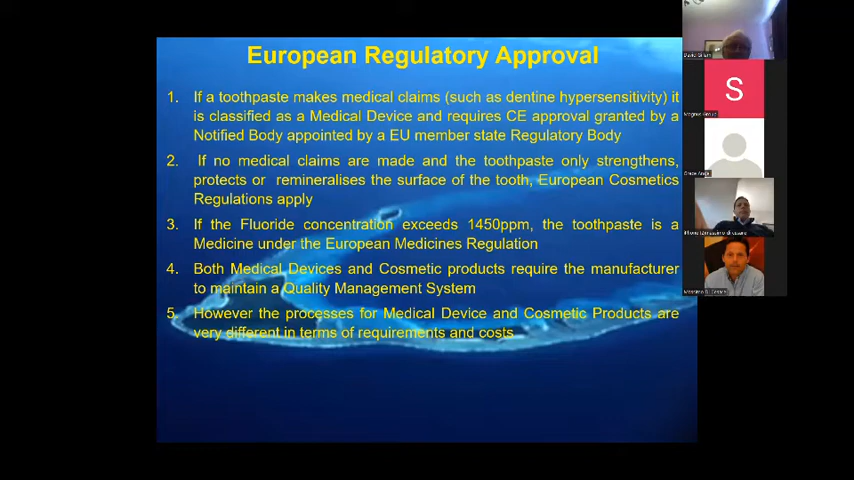 European Regulatory Approval
1. If a toothpaste makes medical claims (such as dentine hypersensitivity) it
is classified as a Medical Device and requires CE approval granted by a
Notified Body appointed by a EU member state Regulatory Body
2. If no medical claims are made and the toothpaste only strengthens,
protects or remineralises the surface of the tooth, European Cosmetics
Regulations apply
3. If the Fluoride concentration exceeds 1450ppm, the toothpaste is a
Medicine under the European Medicines Regulation
4. Both Medical Devices and Cosmetic products require the manufacturer
to maintain a Quality Management System
5. However the processes for Medical Device and Cosmetic Products are
very different in terms of requirements and costs
David Gillam
S
Magnus Group